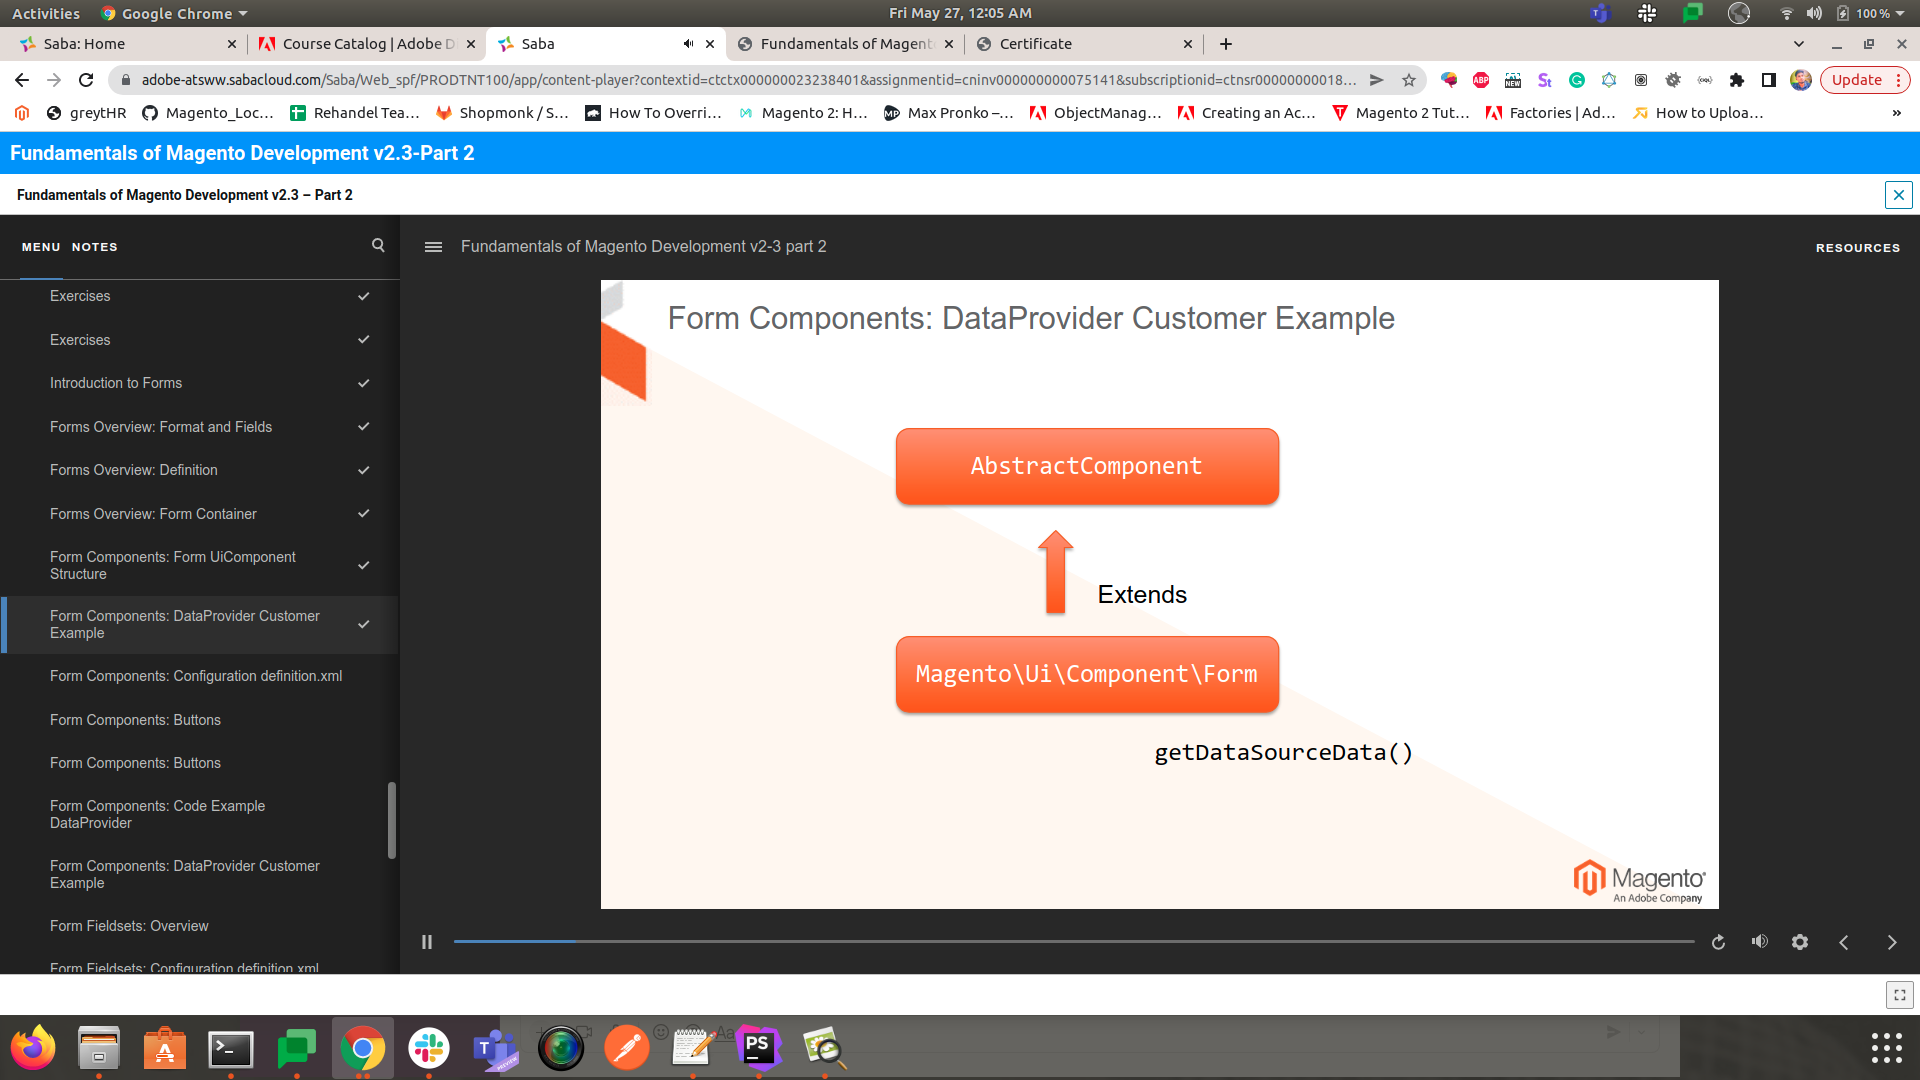 Activities Google Chrome Fri May 27, 12:05 AM 100 %
Saba: Home Course Catalog | Adobe D Saba Fundamentals of Magent Certificate
adobe-atsww.sabacloud.com/Saba/Web_spf/PRODTNT100/app/content-player?contextid=ctctx000000023238401&assignmentid=cninv000000000075141&subscriptionid=ctnsr00000000018... ABP NEW St Update
greytHR Magento_Loc... Rehandel Tea... Shopmonk / S... How To Overri... Magento 2: H... MP Max Pronko –... ObjectManag... Creating an Ac... Magento 2 Tut... Factories | Ad... How to Uploa... »
Fundamentals of Magento Development v2.3-Part 2
Fundamentals of Magento Development v2.3 – Part 2
MENU NOTES
Fundamentals of Magento Development v2-3 part 2
RESOURCES
Exercises
Exercises
Introduction to Forms
Forms Overview: Format and Fields
Forms Overview: Definition
Forms Overview: Form Container
Form Components: Form UiComponent
Structure
Form Components: DataProvider Customer
Example
Form Components: Configuration definition.xml
Form Components: Buttons
Form Components: Buttons
Form Components: Code Example
DataProvider
Form Components: DataProvider Customer
Example
Form Fieldsets: Overview
Form Fieldsets: Configuration definition.xml
Form Components: DataProvider Customer Example
AbstractComponent
Extends
Magento\Ui\Component\Form
getDataSourceData()
Magento
An Adobe Company
T PREVIEW Aa PS